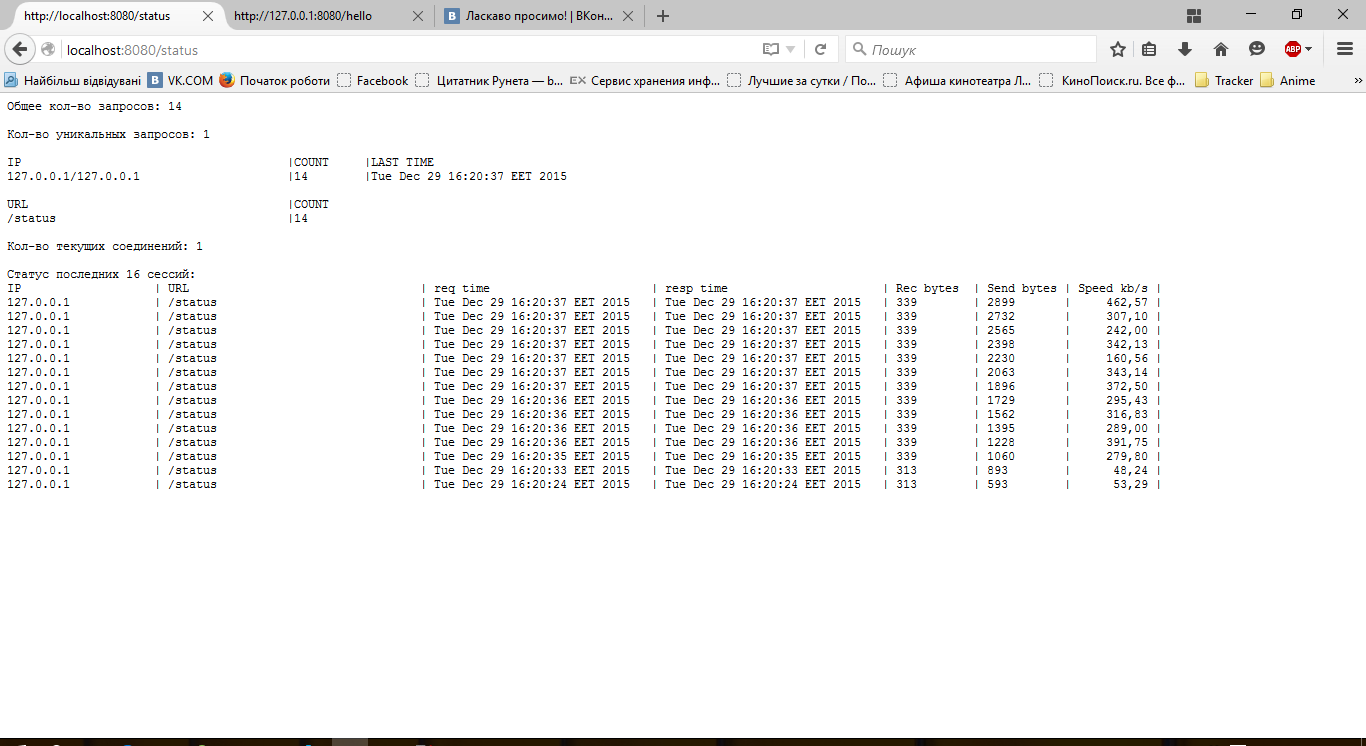 http://localhost:8080/status http://127.0.0.1:8080/hello B Ласкаво просимо! | ВКон...
localhost:8080/status Пошук ABP
Найбільш відвідувані B VK.COM Початок роботи Facebook Цитатник Рунета — b... EX Сервис хранения инф... Лучшие за сутки / По... Афиша кинотеатра Л... КиноПоиск.ru. Все ф... Tracker Anime »
Общее кол-во запросов: 14
Кол-во уникальных запросов: 1
IP |COUNT |LAST TIME
127.0.0.1/127.0.0.1 |14 |Tue Dec 29 16:20:37 EET 2015
URL |COUNT
/status |14
Кол-во текущих соединений: 1
Статус последних 16 сессий:
IP | URL | req time | resp time | Rec bytes | Send bytes | Speed kb/s |
127.0.0.1 | /status | Tue Dec 29 16:20:37 EET 2015 | Tue Dec 29 16:20:37 EET 2015 | 339 | 2899 | 462,57 |
127.0.0.1 | /status | Tue Dec 29 16:20:37 EET 2015 | Tue Dec 29 16:20:37 EET 2015 | 339 | 2732 | 307,10 |
127.0.0.1 | /status | Tue Dec 29 16:20:37 EET 2015 | Tue Dec 29 16:20:37 EET 2015 | 339 | 2565 | 242,00 |
127.0.0.1 | /status | Tue Dec 29 16:20:37 EET 2015 | Tue Dec 29 16:20:37 EET 2015 | 339 | 2398 | 342,13 |
127.0.0.1 | /status | Tue Dec 29 16:20:37 EET 2015 | Tue Dec 29 16:20:37 EET 2015 | 339 | 2230 | 160,56 |
127.0.0.1 | /status | Tue Dec 29 16:20:37 EET 2015 | Tue Dec 29 16:20:37 EET 2015 | 339 | 2063 | 343,14 |
127.0.0.1 | /status | Tue Dec 29 16:20:37 EET 2015 | Tue Dec 29 16:20:37 EET 2015 | 339 | 1896 | 372,50 |
127.0.0.1 | /status | Tue Dec 29 16:20:36 EET 2015 | Tue Dec 29 16:20:36 EET 2015 | 339 | 1729 | 295,43 |
127.0.0.1 | /status | Tue Dec 29 16:20:36 EET 2015 | Tue Dec 29 16:20:36 EET 2015 | 339 | 1562 | 316,83 |
127.0.0.1 | /status | Tue Dec 29 16:20:36 EET 2015 | Tue Dec 29 16:20:36 EET 2015 | 339 | 1395 | 289,00 |
127.0.0.1 | /status | Tue Dec 29 16:20:36 EET 2015 | Tue Dec 29 16:20:36 EET 2015 | 339 | 1228 | 391,75 |
127.0.0.1 | /status | Tue Dec 29 16:20:35 EET 2015 | Tue Dec 29 16:20:35 EET 2015 | 339 | 1060 | 279,80 |
127.0.0.1 | /status | Tue Dec 29 16:20:33 EET 2015 | Tue Dec 29 16:20:33 EET 2015 | 313 | 893 | 48,24 |
127.0.0.1 | /status | Tue Dec 29 16:20:24 EET 2015 | Tue Dec 29 16:20:24 EET 2015 | 313 | 593 | 53,29 |